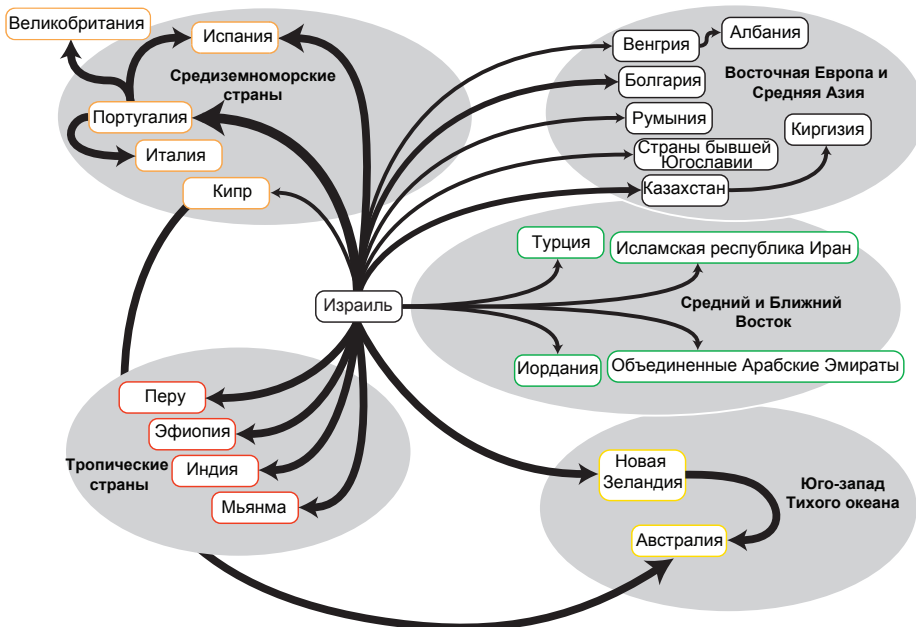 Великобритания
Испания
Средиземноморские
страны
Португалия
Италия
Кипр
Венгрия
Албания
Болгария
Восточная Европа и
Средняя Азия
Румыния
Киргизия
Страны бывшей
Югославии
Казахстан
Турция
Исламская республика Иран
Израиль
Средний и Ближний
Восток
Иордания
Объединенные Арабские Эмираты
Перу
Эфиопия
Тропические
страны
Индия
Мьянма
Новая
Зеландия
Юго-запад
Тихого океана
Австралия